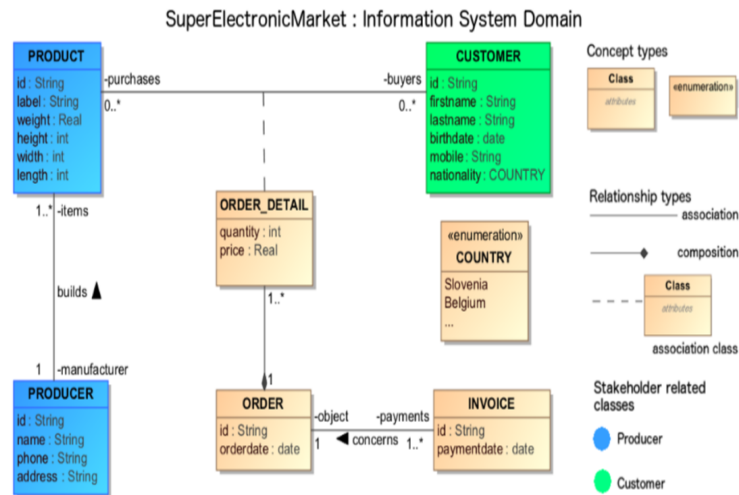 SuperElectronicMarket : Information System Domain
PRODUCT
id : String
label : String
weight : Real
height : int
width : int
length : int
-purchases
0..*
-buyers
0..*
CUSTOMER
id : String
firstname : String
lastname : String
birthdate : date
mobile : String
nationality : COUNTRY
Concept types
Class
attributes
«enumeration»
1..* -items
builds
1 -manufacturer
ORDER_DETAIL
quantity : int
price : Real
1..*
1
«enumeration»
COUNTRY
Slovenia
Belgium
...
Relationship types
association
composition
Class
attributes
association class
PRODUCER
id : String
name : String
phone : String
address : String
ORDER
id : String
orderdate : date
-object
1
concerns
-payments
1..*
INVOICE
id : String
paymentdate : date
Stakeholder related
classes
Producer
Customer